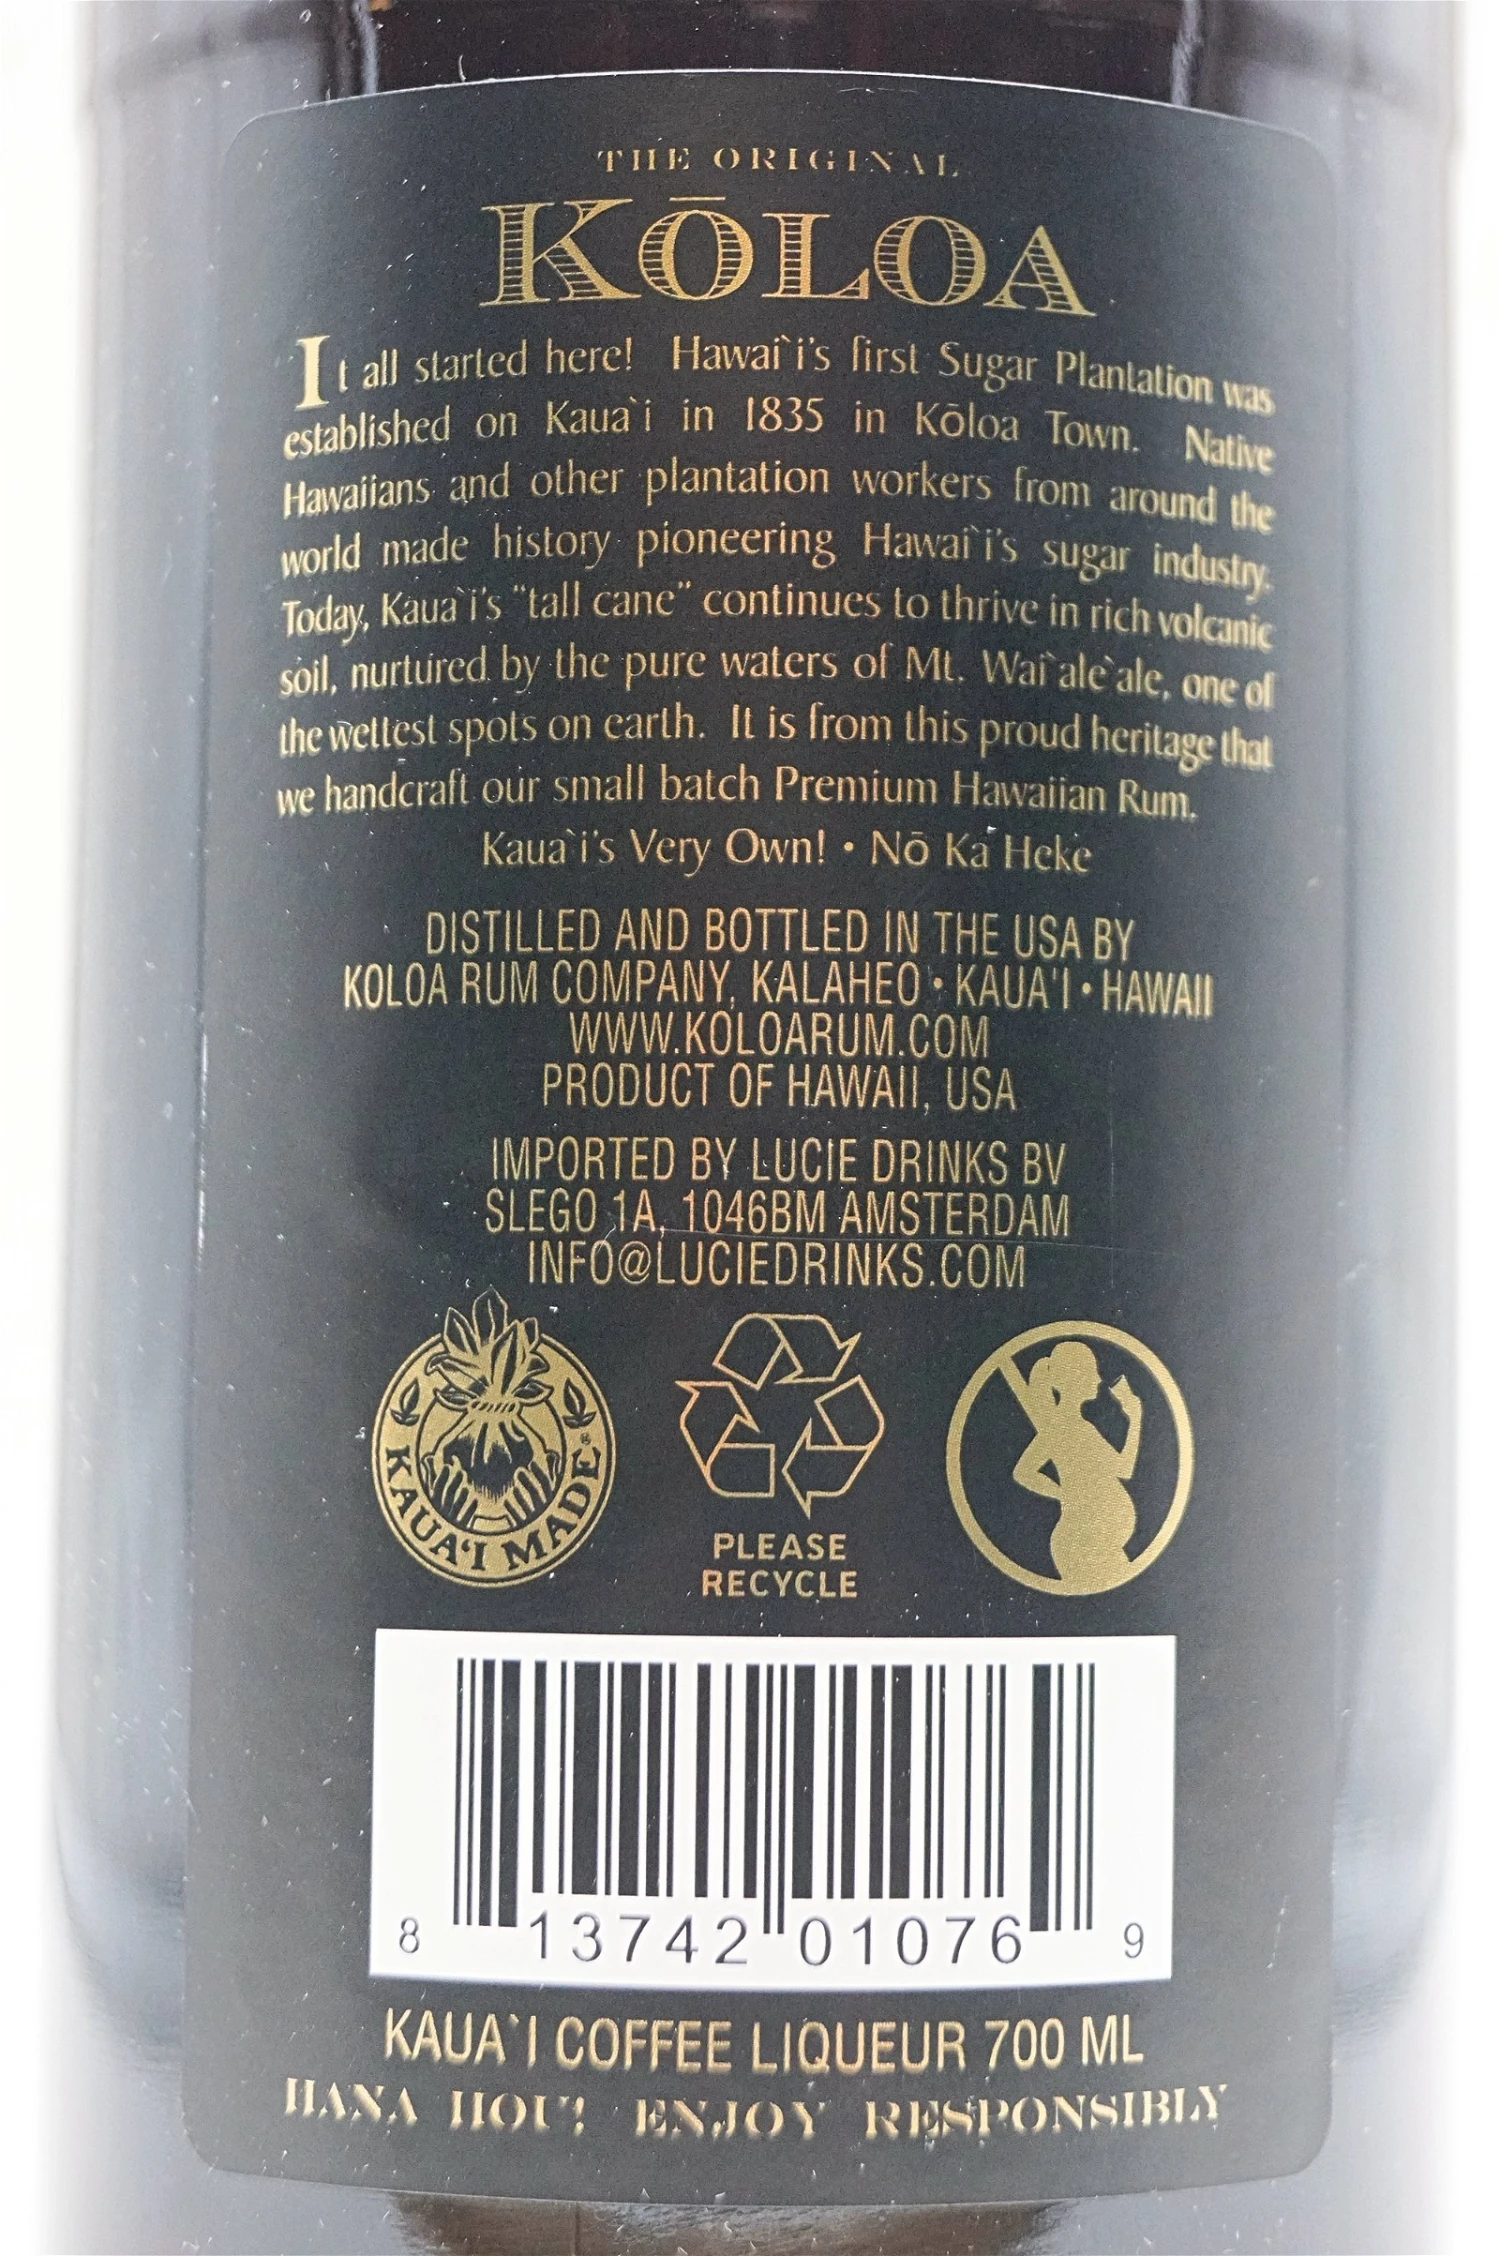 THE ORIGINAL
KŌLOA
It all started here! Hawai`i's first Sugar Plantation was
established on Kaua`i in 1835 in Kōloa Town. Native
Hawaiians and other plantation workers from around the
world made history pioneering Hawai`i's sugar industry.
Today, Kaua`i's "tall cane" continues to thrive in rich volcanic
soil, nurtured by the pure waters of Mt. Wai`ale`ale, one of
the wettest spots on earth. It is from this proud heritage that
we handcraft our small batch Premium Hawaiian Rum.
Kaua`i's Very Own! • Nō Ka Heke
DISTILLED AND BOTTLED IN THE USA BY
KOLOA RUM COMPANY, KALAHEO • KAUA'I • HAWAII
WWW.KOLOARUM.COM
PRODUCT OF HAWAII, USA
IMPORTED BY LUCIE DRINKS BV
SLEGO 1A, 1046BM AMSTERDAM
INFO@LUCIEDRINKS.COM
KAUA‘I MADE®
PLEASE
RECYCLE
8 13742 01076 9
KAUA`I COFFEE LIQUEUR 700 ML
HANA HOU! ENJOY RESPONSIBLY